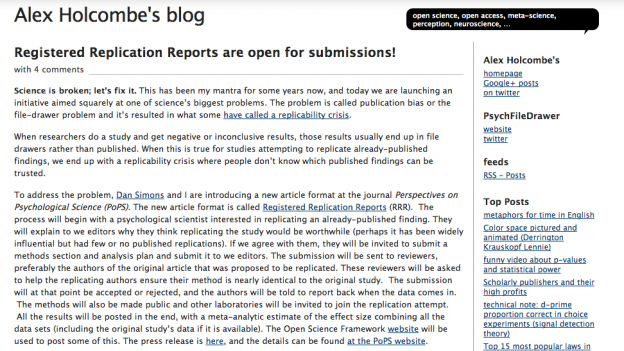 Alex Holcombe's blog
open science, open access, meta-science,
perception, neuroscience, ...
Registered Replication Reports are open for submissions!
with 4 comments
Science is broken; let's fix it. This has been my mantra for some years now, and today we are launching an
initiative aimed squarely at one of science's biggest problems. The problem is called publication bias or the
file-drawer problem and it's resulted in what some have called a replicability crisis.
When researchers do a study and get negative or inconclusive results, those results usually end up in file
drawers rather than published. When this is true for studies attempting to replicate already-published
findings, we end up with a replicability crisis where people don't know which published findings can be
trusted.
To address the problem, Dan Simons and I are introducing a new article format at the journal Perspectives on
Psychological Science (PoPS). The new article format is called Registered Replication Reports (RRR). The
process will begin with a psychological scientist interested in replicating an already-published finding. They
will explain to we editors why they think replicating the study would be worthwhile (perhaps it has been widely
influential but had few or no published replications). If we agree with them, they will be invited to submit a
methods section and analysis plan and submit it to we editors. The submission will be sent to reviewers,
preferably the authors of the original article that was proposed to be replicated. These reviewers will be asked
to help the replicating authors ensure their method is nearly identical to the original study. The submission
will at that point be accepted or rejected, and the authors will be told to report back when the data comes in.
The methods will also be made public and other laboratories will be invited to join the replication attempt.
All the results will be posted in the end, with a meta-analytic estimate of the effect size combining all the
data sets (including the original study's data if it is available). The Open Science Framework website will be
used to post some of this. The press release is here, and the details can be found at the PoPS website.
Alex Holcombe's
homepage
Google+ posts
on twitter
PsychFileDrawer
website
twitter
feeds
RSS - Posts
Top Posts
metaphors for time in English
Color space pictured and
animated (Derrington
Krauskopf Lennie)
funny video about p-values
and statistical power
Scholarly publishers and their
high profits
technical note: d-prime
proportion correct in choice
experiments (signal detection
theory)
Top 15 most popular laws in